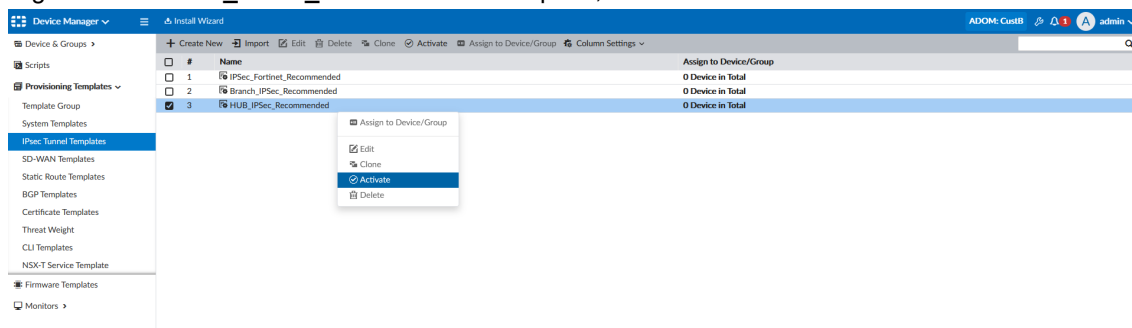 Device Manager
Install Wizard
ADOM: CustB
1
A
admin
Device & Groups
Create New
Import
Edit
Delete
Clone
Activate
Assign to Device/Group
Column Settings
Scripts
# Name Assign to Device/Group
Provisioning Templates
1 IPSec_Fortinet_Recommended 0 Device in Total
2 Branch_IPSec_Recommended 0 Device in Total
3 HUB_IPSec_Recommended 0 Device in Total
Template Group
System Templates
IPsec Tunnel Templates
SD-WAN Templates
Static Route Templates
BGP Templates
Certificate Templates
Threat Weight
CLI Templates
NSX-T Service Template
Firmware Templates
Monitors
Assign to Device/Group
Edit
Clone
Activate
Delete